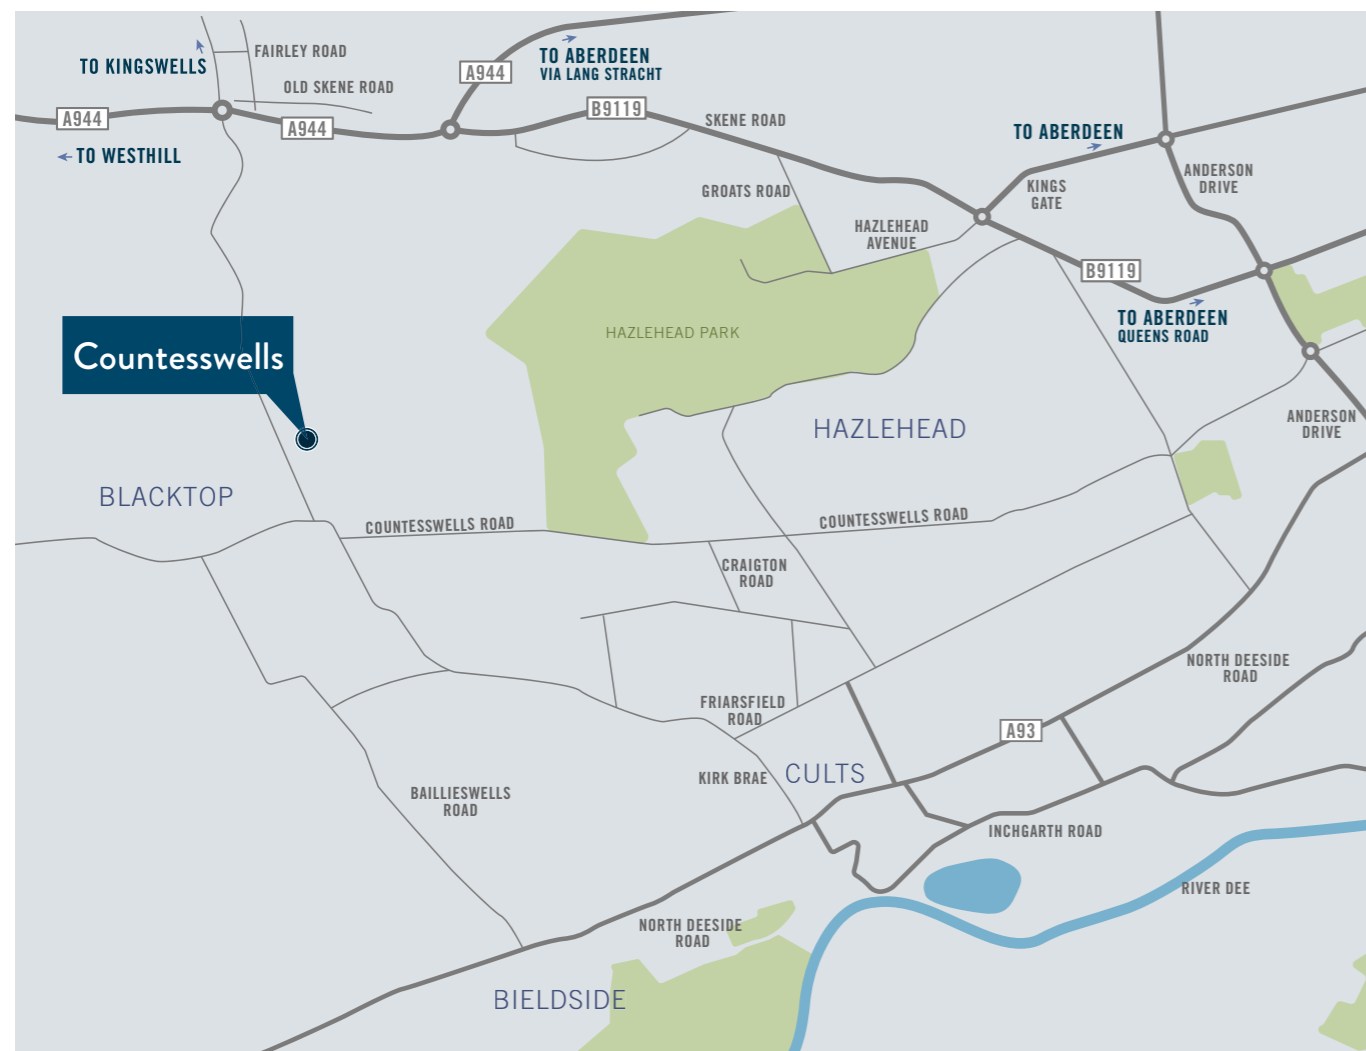 FAIRLEY ROAD
TO KINGSWELLS
TO ABERDEEN
VIA LANG STRACHT
A944
OLD SKENE ROAD
B9119
A944
A944
SKENE ROAD
TO ABERDEEN
TO WESTHILL
ANDERSON
DRIVE
GROATS ROAD
KINGS
GATE
HAZLEHEAD
AVENUE
B9119
TO ABERDEEN
QUEENS ROAD
HAZLEHEAD PARK
Countesswells
ANDERSON
DRIVE
HAZLEHEAD
BLACKTOP
COUNTESSWELLS ROAD
COUNTESSWELLS ROAD
CRAIGTON
ROAD
NORTH DEESIDE
ROAD
FRIARSFIELD
ROAD
A93
KIRK BRAE
CULTS
BAILLIESWELLS
ROAD
INCHGARTH ROAD
RIVER DEE
NORTH DEESIDE
ROAD
BIELDSIDE